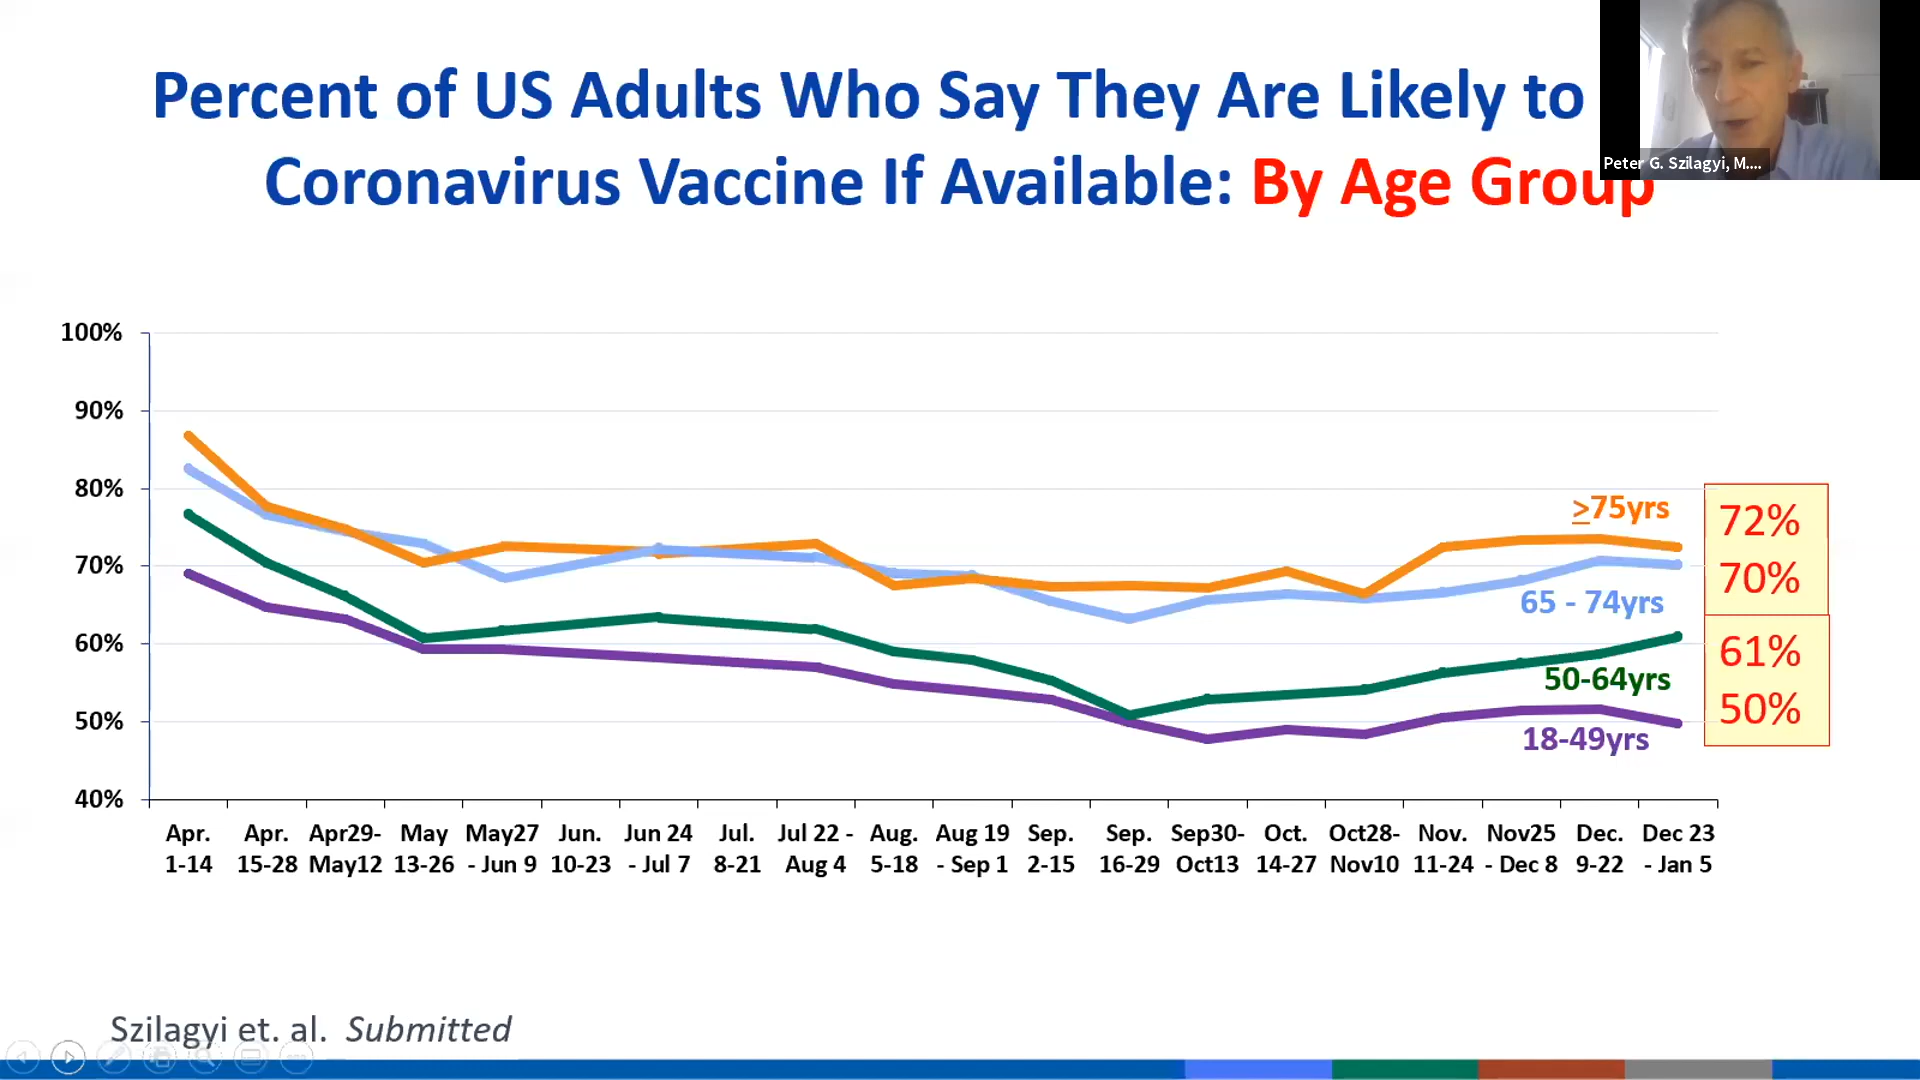 Percent of US Adults Who Say They Are Likely to
Coronavirus Vaccine If Available: By Age Group
Peter G. Szilagyi, M....
100%
90%
80%
70%
60%
50%
40%
≥75yrs
65 - 74yrs
50-64yrs
18-49yrs
72%
70%
61%
50%
Apr. 1-14
Apr. 15-28
Apr29- May12
May 13-26
May27 - Jun 9
Jun. 10-23
Jun 24 - Jul 7
Jul. 8-21
Jul 22 - Aug 4
Aug. 5-18
Aug 19 - Sep 1
Sep. 2-15
Sep. 16-29
Sep30- Oct13
Oct. 14-27
Oct28- Nov10
Nov. 11-24
Nov25 - Dec 8
Dec. 9-22
Dec 23 - Jan 5
Szilagyi et. al. Submitted